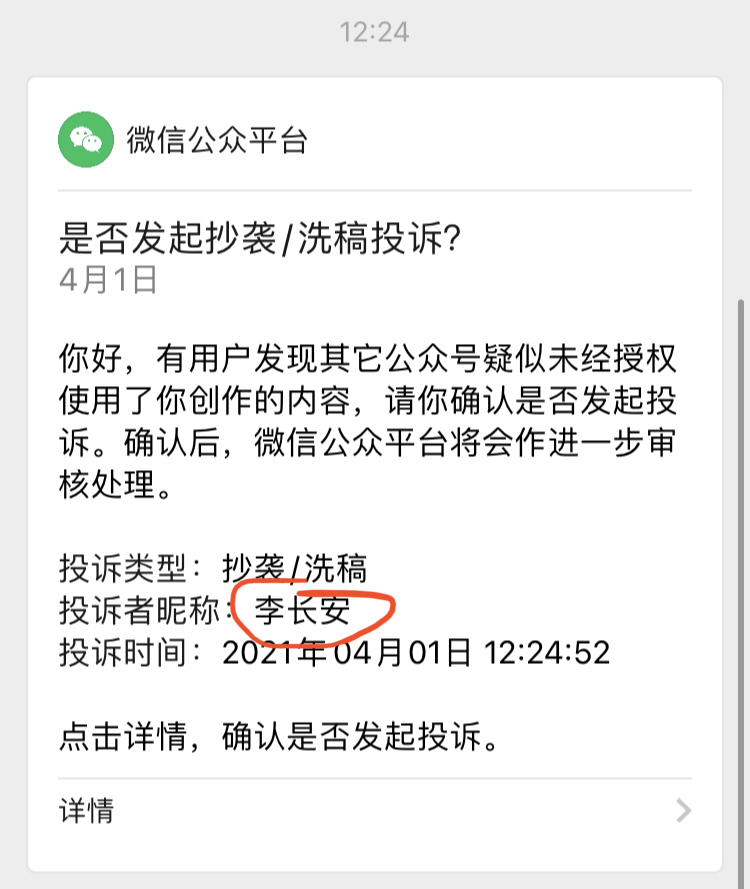 12:24
微信公众平台
是否发起抄袭/洗稿投诉?
4月1日
你好，有用户发现其它公众号疑似未经授权
使用了你创作的内容，请你确认是否发起投
诉。确认后，微信公众平台将会作进一步审
核处理。
投诉类型：抄袭/洗稿
投诉者昵称：李长安
投诉时间：2021年04月01日 12:24:52
点击详情，确认是否发起投诉。
详情